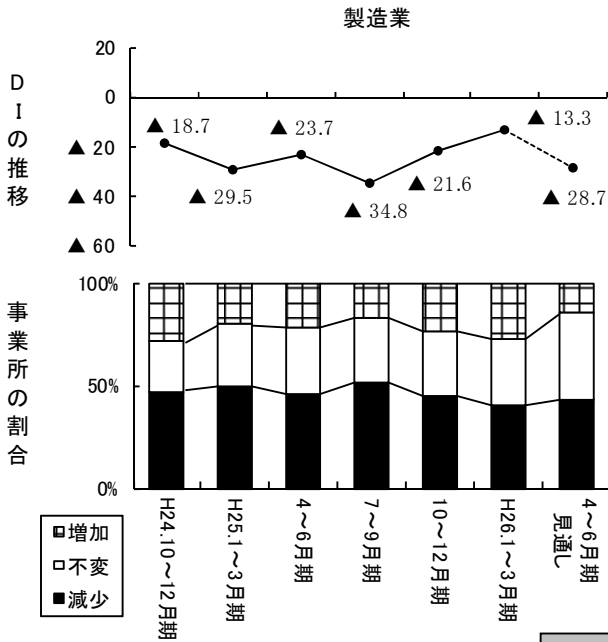 製造業
DIの推移
20
0
▲ 20
▲ 40
▲ 60
▲ 18.7
▲ 29.5
▲ 23.7
▲ 34.8
▲ 21.6
▲ 13.3
▲ 28.7
事業所の割合
100%
50%
0%
H24.10～12月期
H25.1～3月期
4～6月期
7～9月期
10～12月期
H26.1～3月期
4～6月期
見通し
増加
不変
減少